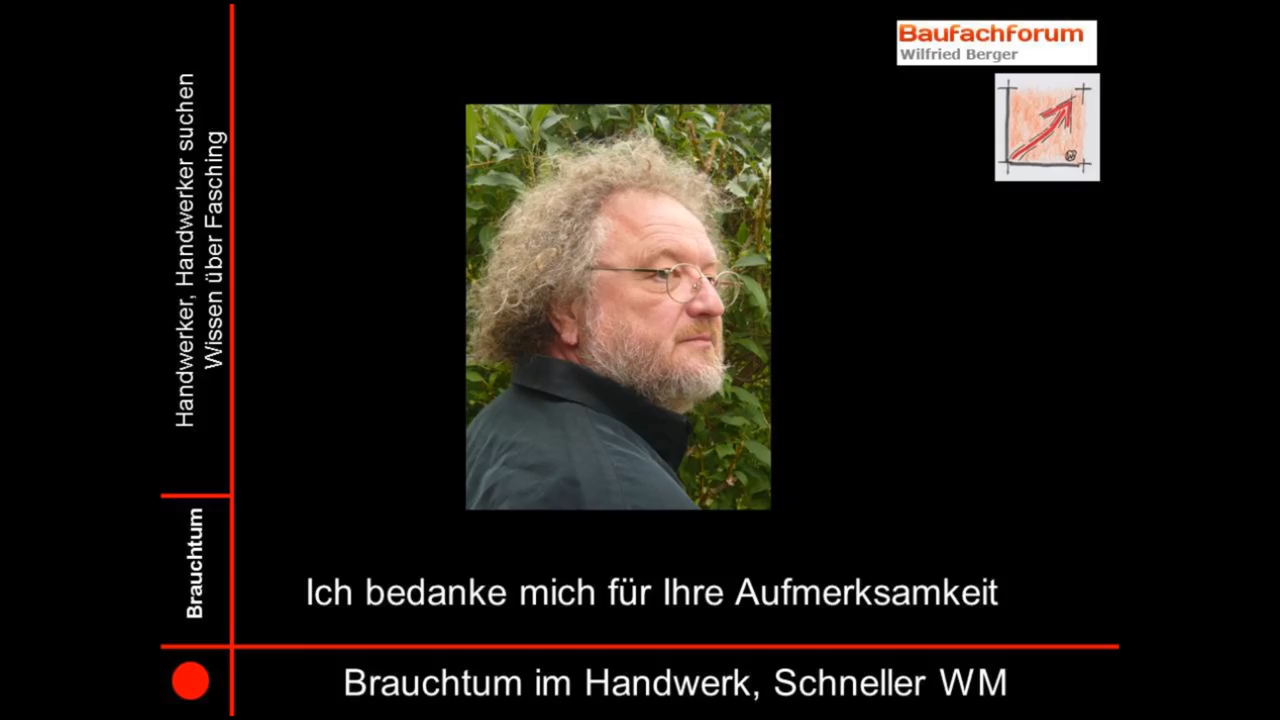 BauFachForum
Wilfried Berger
Handwerker, Handwerker suchen
Wissen über Fasching
Brauchtum
Ich bedanke mich für Ihre Aufmerksamkeit
Brauchtum im Handwerk, Schneller WM